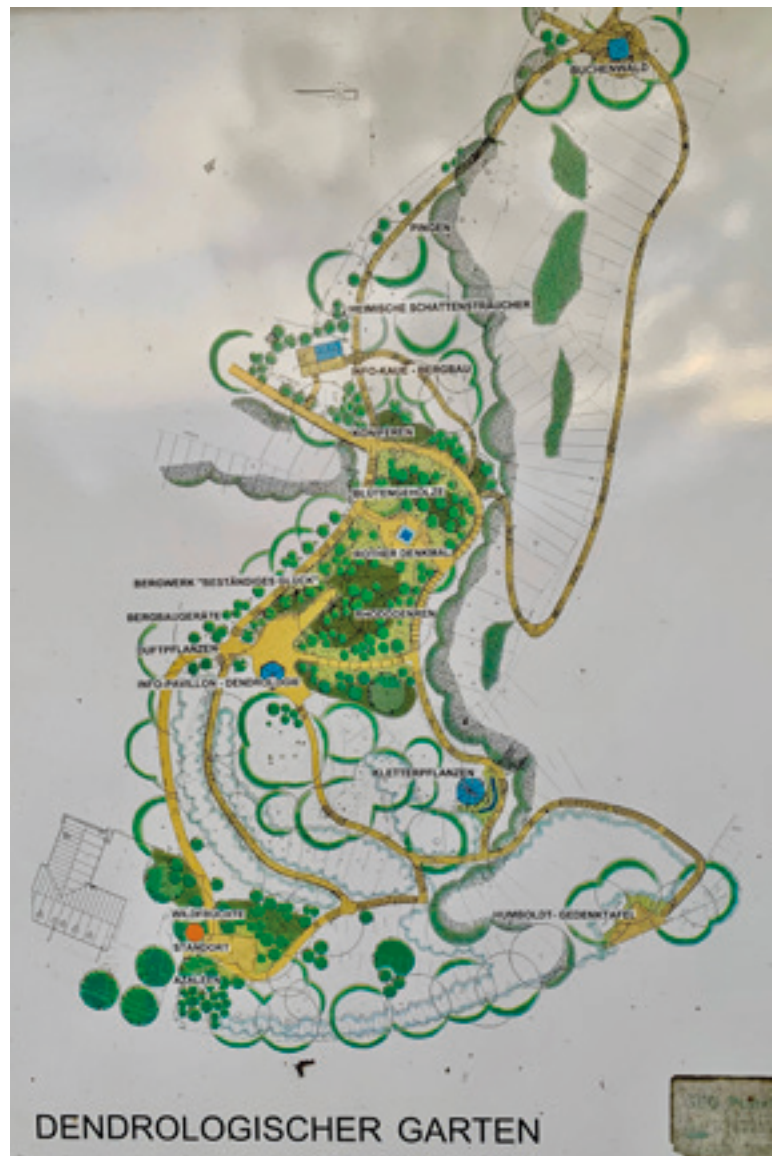 BUCHENWALD
PINGEN
HEIMISCHE SCHATTENSTRÄUCHER
INFO-KAUE - BERGBAU
KONIFEREN
BLÜTENGEHÖLZE
ROTHER DENKMAL
BERGWERK "BESTÄNDIGES GLÜCK"
BERGBAUGERÄTE
RHODODENREN
DUFTPFLANZEN
INFO-PAVILLON - DENDROLOGIE
KLETTERPFLANZEN
WILDFRÜCHTE
HUMBOLDT- GEDENKTAFEL
STANDORT
AZALEEN
DENDROLOGISCHER GARTEN